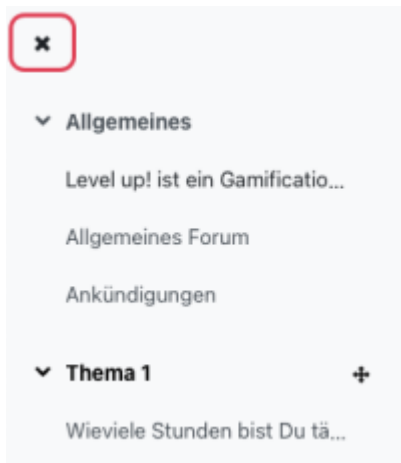 Allgemeines
Level up! ist ein Gamificatio...
Allgemeines Forum
Ankündigungen
Thema 1
Wieviele Stunden bist Du tä...